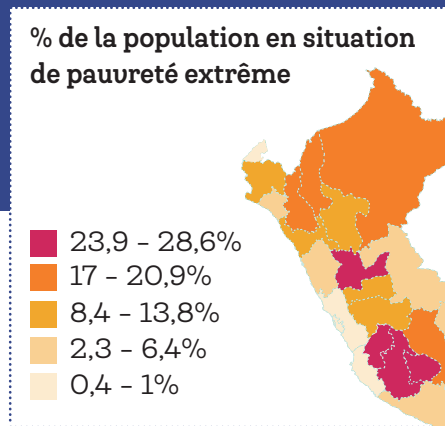 % de la population en situation
de pauvreté extrême
23,9 - 28,6%
17 - 20,9%
8,4 - 13,8%
2,3 - 6,4%
0,4 - 1%